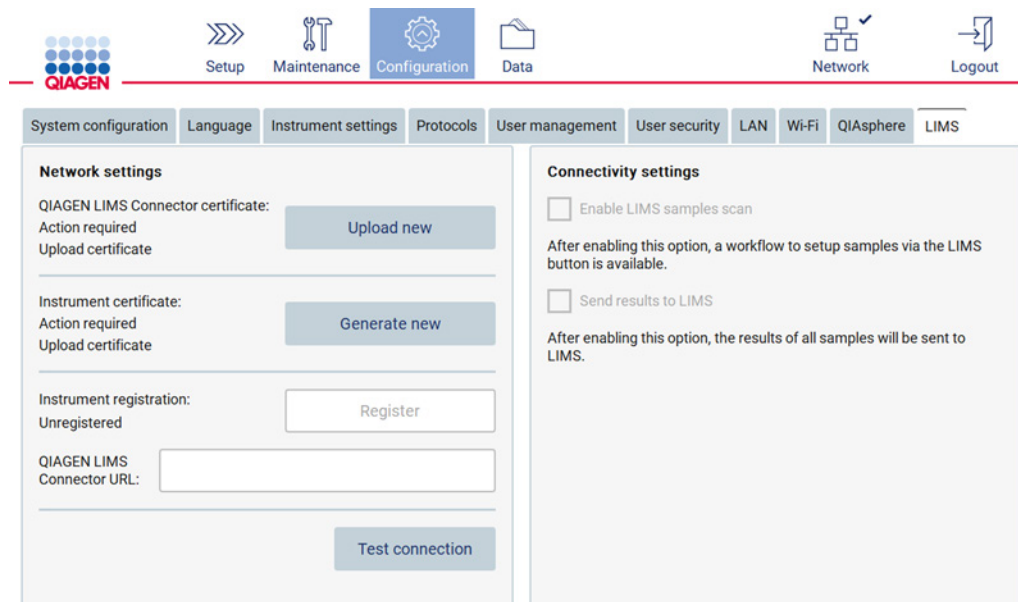 QIAGEN
Setup
Maintenance
Configuration
Data
Network
Logout
System configuration
Language
Instrument settings
Protocols
User management
User security
LAN
Wi-Fi
QIAsphere
LIMS
Network settings
QIAGEN LIMS Connector certificate:
Action required
Upload certificate
Upload new
Instrument certificate:
Action required
Upload certificate
Generate new
Instrument registration:
Unregistered
Register
QIAGEN LIMS
Connector URL:
Test connection
Connectivity settings
Enable LIMS samples scan
After enabling this option, a workflow to setup samples via the LIMS
button is available.
Send results to LIMS
After enabling this option, the results of all samples will be sent to
LIMS.